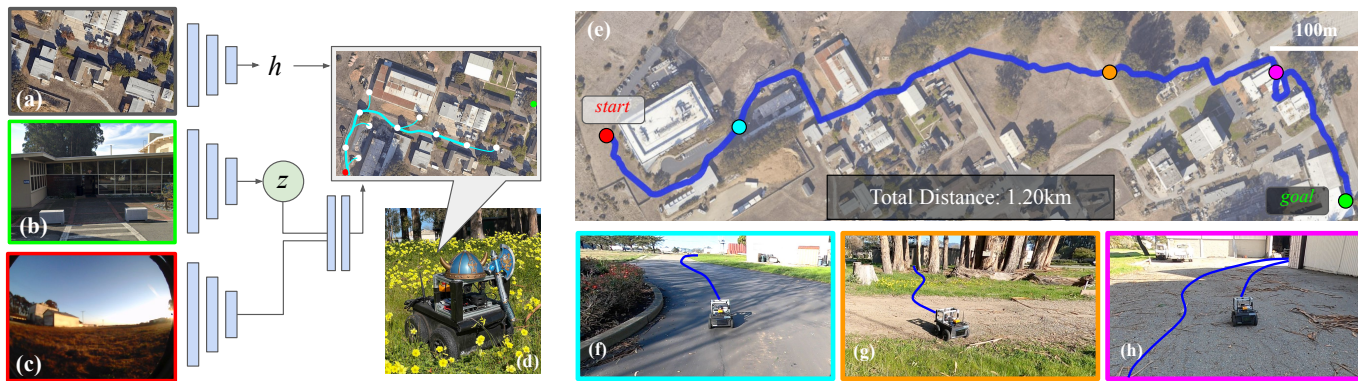 (a)
h
(b)
z
(c)
(d)
(e)
100m
start
Total Distance: 1.20km
goal
(f)
(g)
(h)